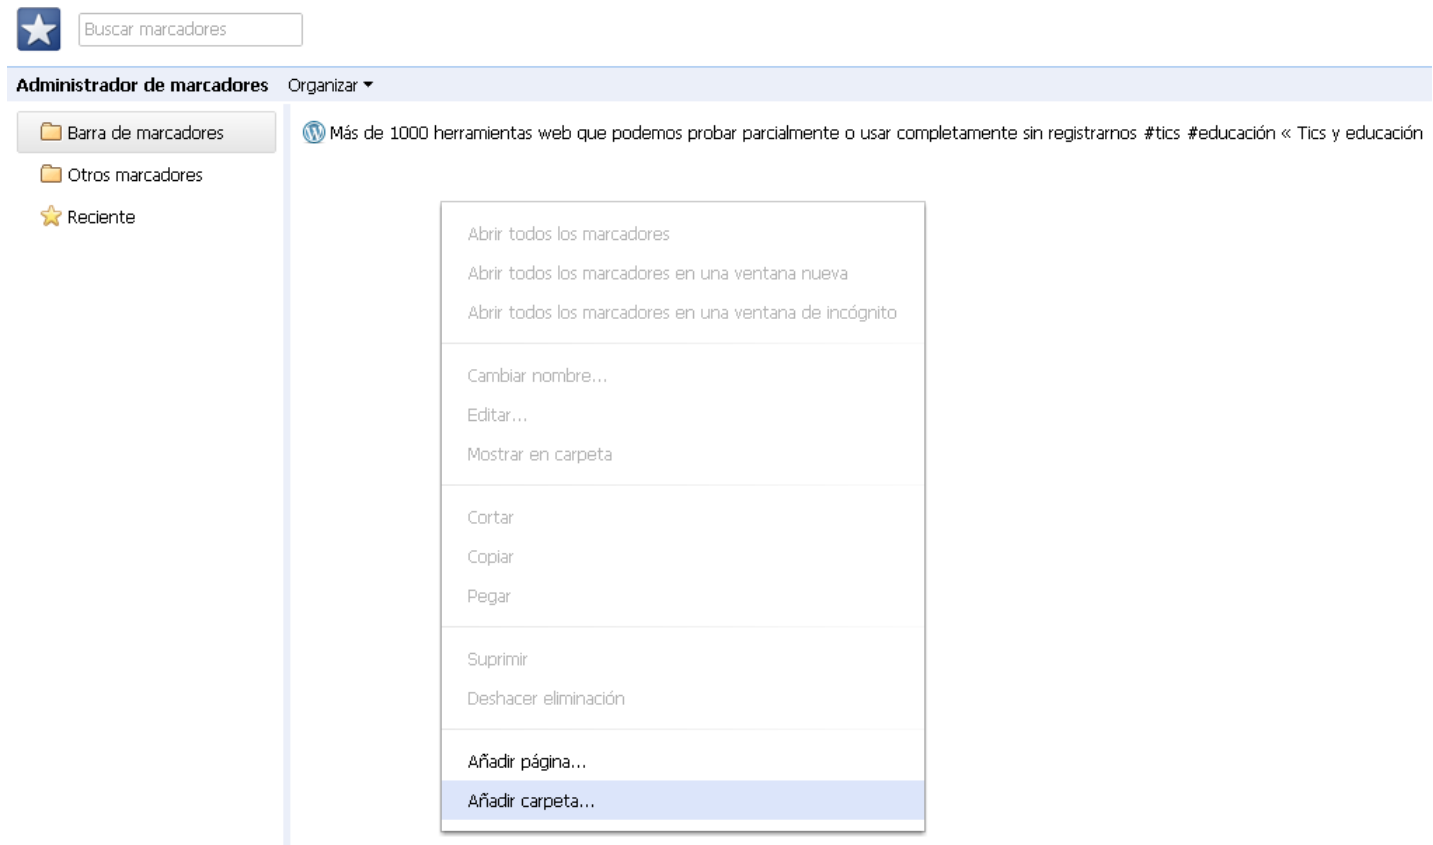 Buscar marcadores
Administrador de marcadores Organizar
Barra de marcadores
Más de 1000 herramientas web que podemos probar parcialmente o usar completamente sin registrarnos #tics #educación « Tics y educación
Otros marcadores
Reciente
Abrir todos los marcadores
Abrir todos los marcadores en una ventana nueva
Abrir todos los marcadores en una ventana de incógnito
Cambiar nombre...
Editar...
Mostrar en carpeta
Cortar
Copiar
Pegar
Suprimir
Deshacer eliminación
Añadir página...
Añadir carpeta...